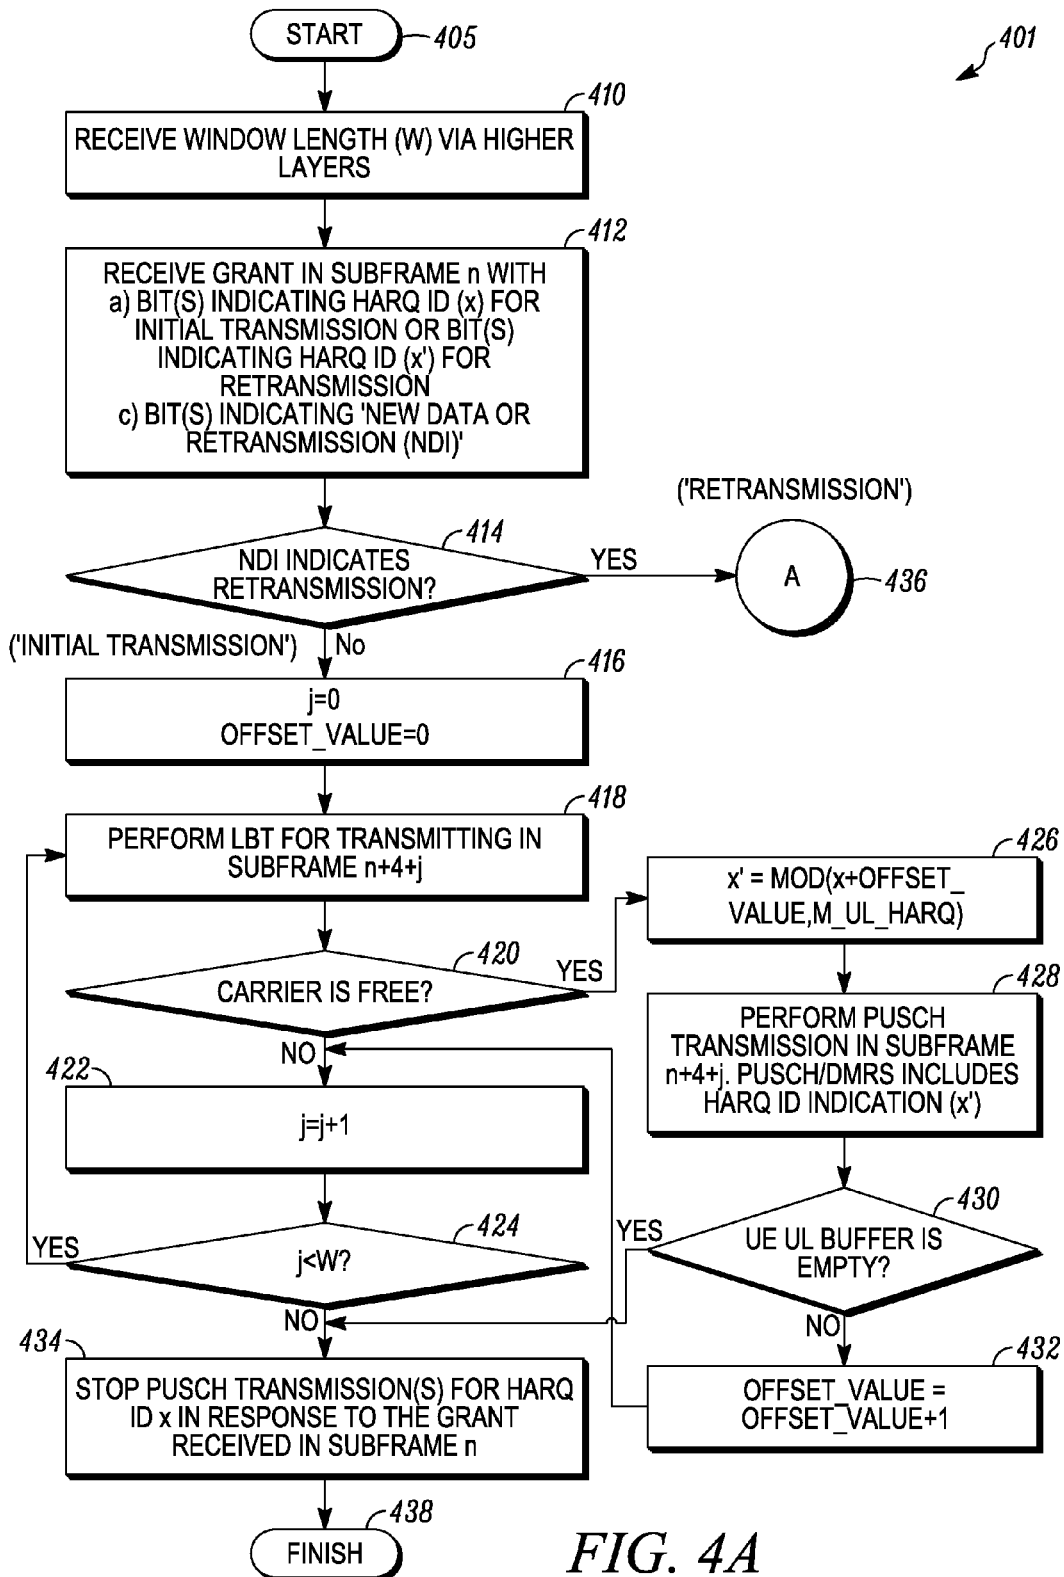 START
405
401
410
RECEIVE WINDOW LENGTH (W) VIA HIGHER
LAYERS
412
RECEIVE GRANT IN SUBFRAME n WITH
a) BIT(S) INDICATING HARQ ID (x) FOR
INITIAL TRANSMISSION OR BIT(S)
INDICATING HARQ ID (x') FOR
RETRANSMISSION
c) BIT(S) INDICATING 'NEW DATA OR
RETRANSMISSION (NDI)'
414
NDI INDICATES
RETRANSMISSION?
YES
('RETRANSMISSION')
A
436
('INITIAL TRANSMISSION')
No
416
j=0
OFFSET_VALUE=0
418
PERFORM LBT FOR TRANSMITTING IN
SUBFRAME n+4+j
420
CARRIER IS FREE?
YES
NO
426
x' = MOD(x+OFFSET_
VALUE,M_UL_HARQ)
428
PERFORM PUSCH
TRANSMISSION IN SUBFRAME
n+4+j. PUSCH/DMRS INCLUDES
HARQ ID INDICATION (x')
422
j=j+1
424
j<W?
YES
NO
430
UE UL BUFFER IS
EMPTY?
YES
NO
432
OFFSET_VALUE =
OFFSET_VALUE+1
434
STOP PUSCH TRANSMISSION(S) FOR HARQ
ID x IN RESPONSE TO THE GRANT
RECEIVED IN SUBFRAME n
438
FINISH
FIG. 4A